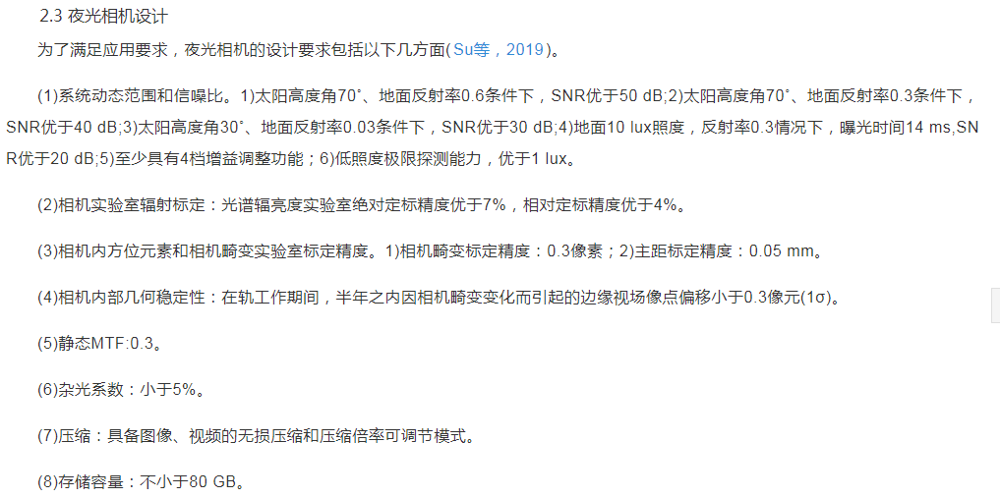 2.3 夜光相机设计
为了满足应用要求，夜光相机的设计要求包括以下几方面(Su等，2019)。
(1)系统动态范围和信噪比。1)太阳高度角70°、地面反射率0.6条件下，SNR优于50 dB;2)太阳高度角70°、地面反射率0.3条件下，
SNR优于40 dB;3)太阳高度角30°、地面反射率0.03条件下，SNR优于30 dB;4)地面10 lux照度，反射率0.3情况下，曝光时间14 ms,SN
R优于20 dB;5)至少具有4档增益调整功能；6)低照度极限探测能力，优于1 lux。
(2)相机实验室辐射标定：光谱辐亮度实验室绝对定标精度优于7%，相对定标精度优于4%。
(3)相机内方位元素和相机畸变实验室标定精度。1)相机畸变标定精度：0.3像素；2)主距标定精度：0.05 mm。
(4)相机内部几何稳定性：在轨工作期间，半年之内因相机畸变变化而引起的边缘视场像点偏移小于0.3像元(1σ)。
(5)静态MTF:0.3。
(6)杂光系数：小于5%。
(7)压缩：具备图像、视频的无损压缩和压缩倍率可调节模式。
(8)存储容量：不小于80 GB。